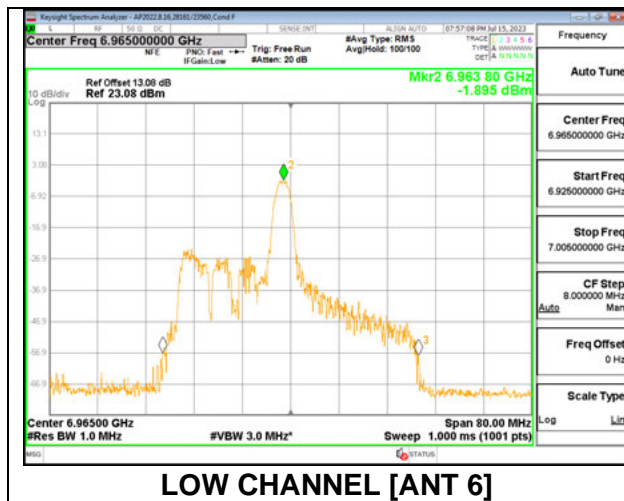 Keysight Spectrum Analyzer - AP2022.8.16,28161/23560,Cond F
L RF 50 Ω DC SENSE:INT ALIGN AUTO 07:57:08 PM Jul 15, 2023
Center Freq 6.965000000 GHz
NFE
PNO: Fast
IFGain:Low
Trig: Free Run
#Atten: 20 dB
#Avg Type: RMS
Avg|Hold: 100/100
TRACE 1 2 3 4 5 6
TYPE A WWWWW
DET A N N N N N
Ref Offset 13.08 dB
10 dB/div Ref 23.08 dBm
Log
Mkr2 6.963 80 GHz
-1.895 dBm
13.1
3.08
-6.92
-16.9
-26.9
-36.9
-46.9
-56.9
-66.9
2
3
Center 6.96500 GHz Span 80.00 MHz
#Res BW 1.0 MHz #VBW 3.0 MHz* Sweep 1.000 ms (1001 pts)
MSG STATUS
Frequency
Auto Tune
Center Freq
6.965000000 GHz
Start Freq
6.925000000 GHz
Stop Freq
7.005000000 GHz
CF Step
8.000000 MHz
Auto Man
Freq Offset
0 Hz
Scale Type
Log Lin
LOW CHANNEL [ANT 6]